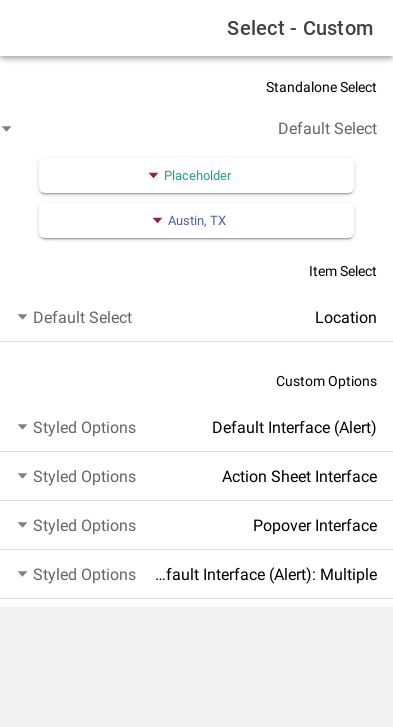 Select - Custom
Standalone Select
Default Select
Placeholder
Austin, TX
Item Select
Location
Default Select
Custom Options
Default Interface (Alert)
Styled Options
Action Sheet Interface
Styled Options
Popover Interface
Styled Options
...fault Interface (Alert): Multiple
Styled Options